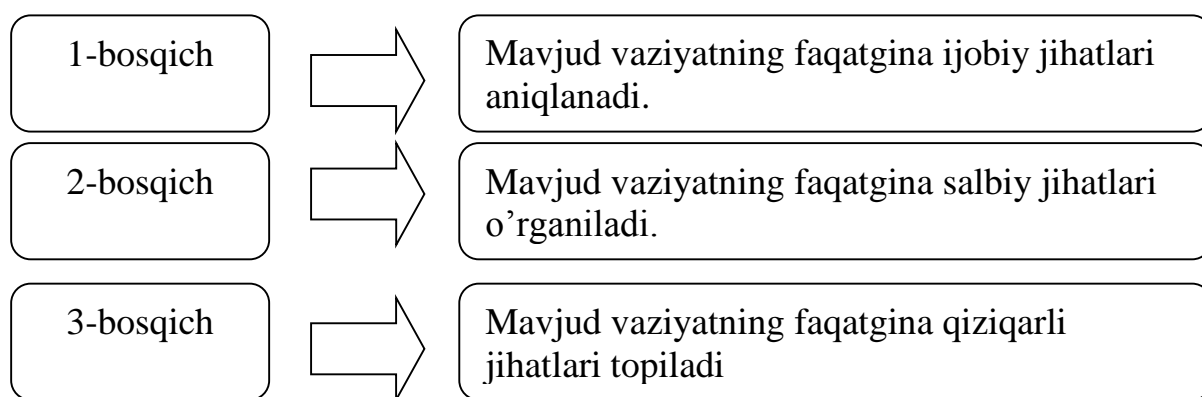 1-bosqich
Mavjud vaziyatning faqatgina ijobiy jihatlari
aniqlanadi.
2-bosqich
Mavjud vaziyatning faqatgina salbiy jihatlari
o’rganiladi.
3-bosqich
Mavjud vaziyatning faqatgina qiziqarli
jihatlari topiladi